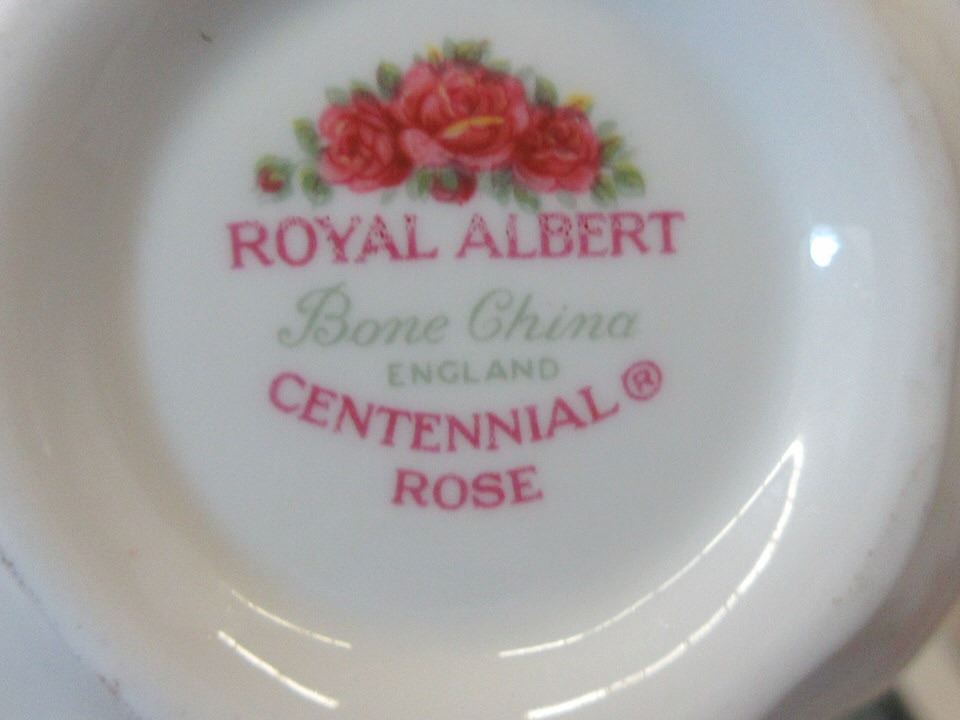 ROYAL ALBERT
Bone China
ENGLAND
CENTENNIAL ®
ROSE